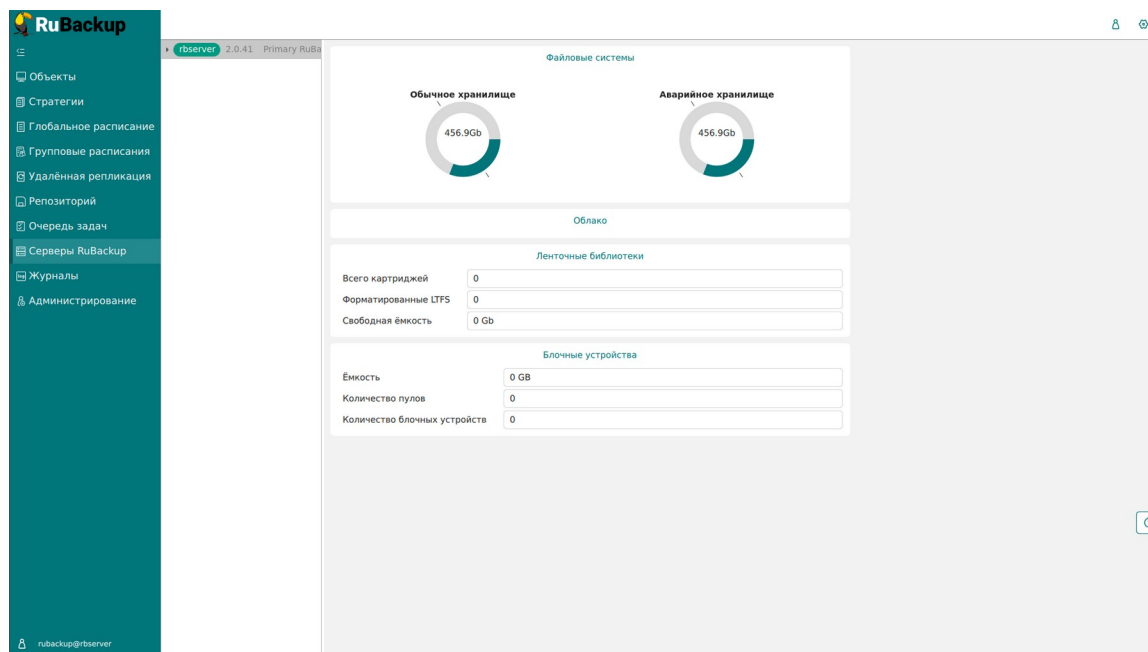 RuBackup
Объекты
Стратегии
Глобальное расписание
Групповые расписания
Удалённая репликация
Репозиторий
Очередь задач
Серверы RuBackup
Журналы
Администрирование
rubackup@rbserver
rbserver 2.0.41 Primary RuBa
Файловые системы
Обычное хранилище Аварийное хранилище
456.9Gb 456.9Gb
Облако
Ленточные библиотеки
Всего картриджей 0
Форматированные LTFS 0
Свободная ёмкость 0 Gb
Блочные устройства
Ёмкость 0 GB
Количество пулов 0
Количество блочных устройств 0